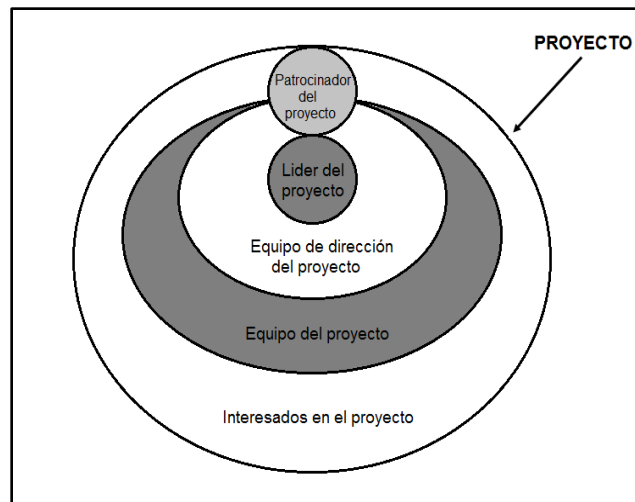 PROYECTO
Patrocinador
del
proyecto
Lider del
proyecto
Equipo de dirección
del proyecto
Equipo del proyecto
Interesados en el proyecto